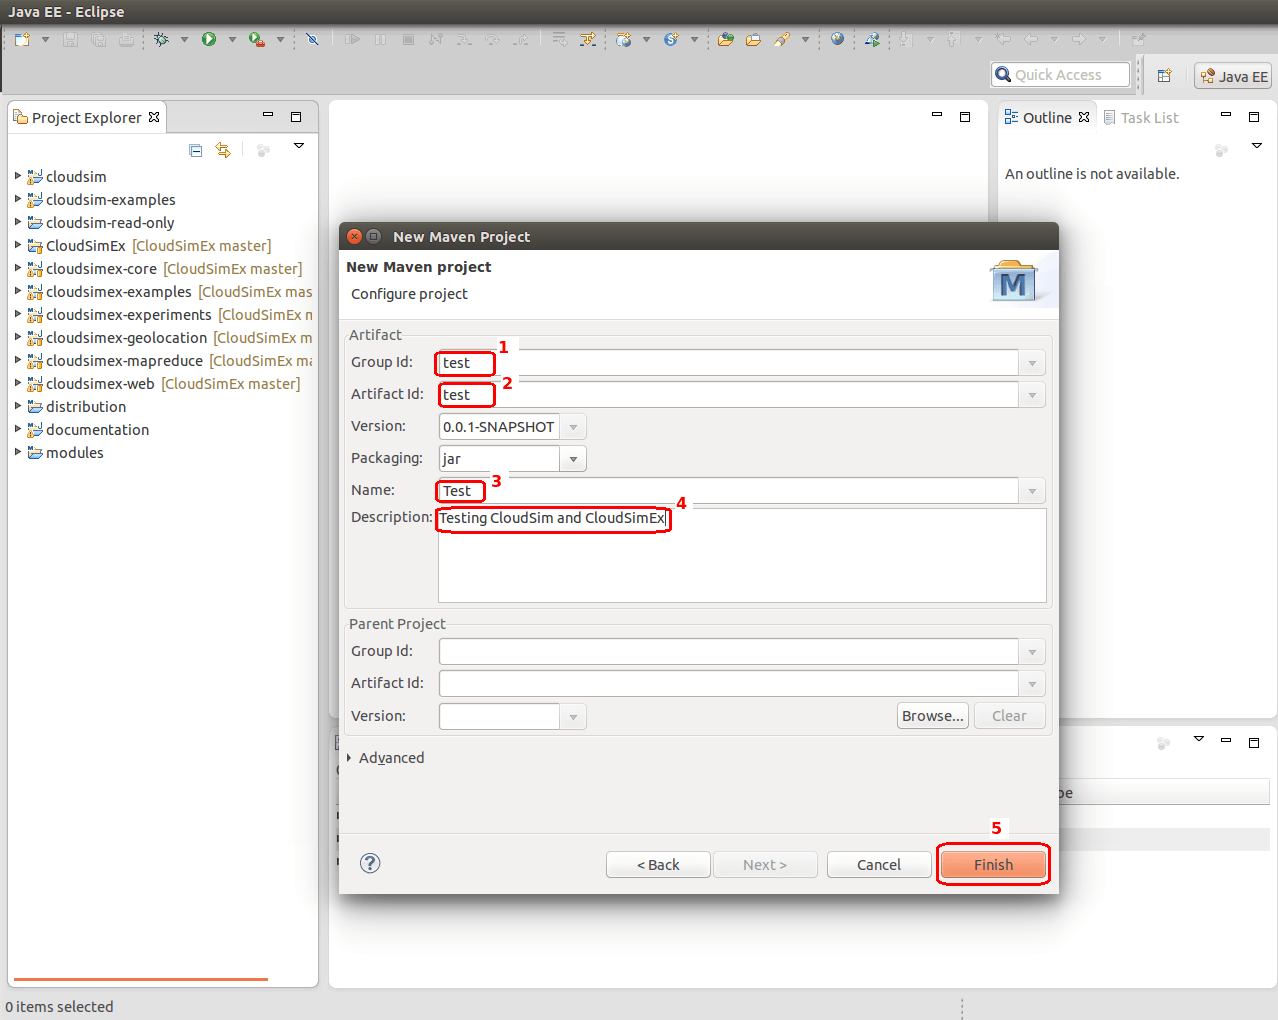 Java EE - Eclipse
Quick Access
Java EE
Project Explorer
Outline
Task List
An outline is not available.
cloudsim
cloudsim-examples
cloudsim-read-only
CloudSimEx [CloudSimEx master]
cloudsimex-core [CloudSimEx master]
cloudsimex-examples [CloudSimEx mas
cloudsimex-experiments [CloudSimEx m
cloudsimex-geolocation [CloudSimEx m
cloudsimex-mapreduce [CloudSimEx ma
cloudsimex-web [CloudSimEx master]
distribution
documentation
modules
New Maven Project
New Maven project
Configure project
M
Artifact
1
Group Id: test
2
Artifact Id: test
Version: 0.0.1-SNAPSHOT
Packaging: jar
3
Name: Test
4
Description: Testing CloudSim and CloudSimEx
Parent Project
Group Id:
Artifact Id:
Version:
Browse...
Clear
Advanced
5
?
< Back
Next >
Cancel
Finish
0 items selected